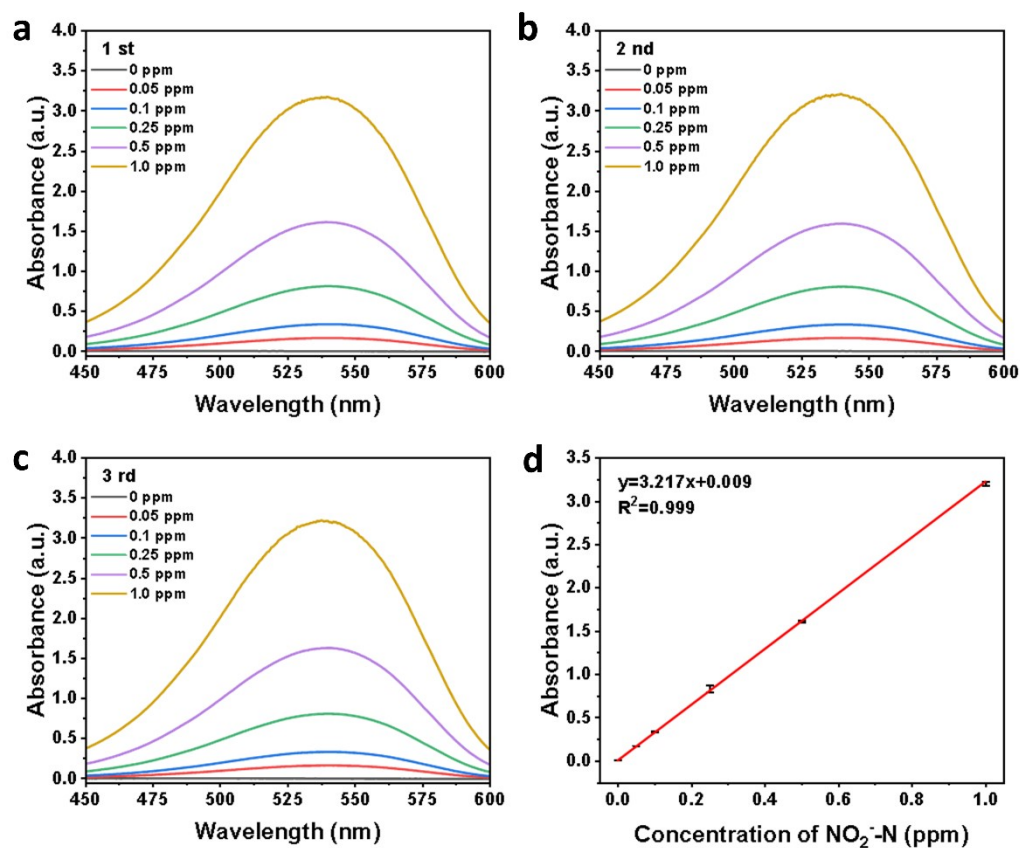 a
1 st
0 ppm
0.05 ppm
0.1 ppm
0.25 ppm
0.5 ppm
1.0 ppm
4.0
3.5
3.0
2.5
2.0
1.5
1.0
0.5
0.0
450 475 500 525 550 575 600
Absorbance (a.u.)
Wavelength (nm)
b
2 nd
0 ppm
0.05 ppm
0.1 ppm
0.25 ppm
0.5 ppm
1.0 ppm
4.0
3.5
3.0
2.5
2.0
1.5
1.0
0.5
0.0
450 475 500 525 550 575 600
Absorbance (a.u.)
Wavelength (nm)
c
3 rd
0 ppm
0.05 ppm
0.1 ppm
0.25 ppm
0.5 ppm
1.0 ppm
4.0
3.5
3.0
2.5
2.0
1.5
1.0
0.5
0.0
450 475 500 525 550 575 600
Absorbance (a.u.)
Wavelength (nm)
d
y=3.217x+0.009
R²=0.999
3.5
3.0
2.5
2.0
1.5
1.0
0.5
0.0
0.0 0.2 0.4 0.6 0.8 1.0
Absorbance (a.u.)
Concentration of NO₂⁻-N (ppm)